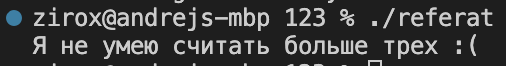 zirox@andrejs-mbp 123 % ./referat
Я не умею считать больше трех :(